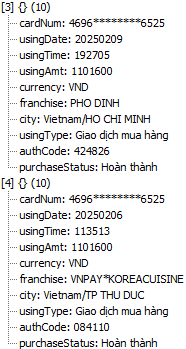 [3] {} (10)
cardNum: 4696********6525
usingDate: 20250209
usingTime: 192705
usingAmt: 1101600
currency: VND
franchise: PHO DINH
city: Vietnam/HO CHI MINH
usingType: Giao dịch mua hàng
authCode: 424826
purchaseStatus: Hoàn thành
[4] {} (10)
cardNum: 4696********6525
usingDate: 20250206
usingTime: 113513
usingAmt: 1101600
currency: VND
franchise: VNPAY*KOREACUISINE
city: Vietnam/TP THU DUC
usingType: Giao dịch mua hàng
authCode: 084110
purchaseStatus: Hoàn thành